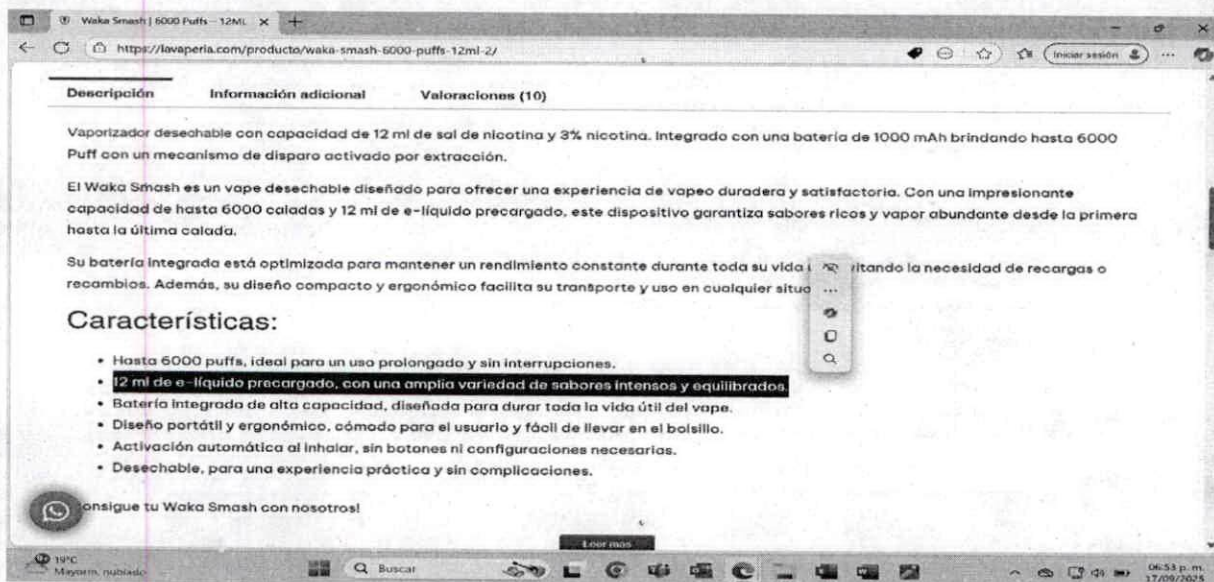 Waka Smash | 6000 Puffs - 12ML
https://lavaperia.com/producto/waka-smash-6000-puffs-12ml-2/
Iniciar sesión
Descripción Información adicional Valoraciones (10)
Vaporizador desechable con capacidad de 12 ml de sal de nicotina y 3% nicotina. Integrado con una batería de 1000 mAh brindando hasta 6000
Puff con un mecanismo de disparo activado por extracción.
El Waka Smash es un vape desechable diseñado para ofrecer una experiencia de vapeo duradera y satisfactoria. Con una impresionante
capacidad de hasta 6000 caladas y 12 ml de e-líquido precargado, este dispositivo garantiza sabores ricos y vapor abundante desde la primera
hasta la última calada.
Su batería integrada está optimizada para mantener un rendimiento constante durante toda su vida itando la necesidad de recargas o
recambios. Además, su diseño compacto y ergonómico facilita su transporte y uso en cualquier situa
Características:
• Hasta 6000 puffs, ideal para un uso prolongado y sin interrupciones.
• 12 ml de e-líquido precargado, con una amplia variedad de sabores intensos y equilibrados.
• Batería integrada de alta capacidad, diseñada para durar toda la vida útil del vape.
• Diseño portátil y ergonómico, cómodo para el usuario y fácil de llevar en el bolsillo.
• Activación automática al inhalar, sin botones ni configuraciones necesarias.
• Desechable, para una experiencia práctica y sin complicaciones.
onsigue tu Waka Smash con nosotros!
Leer más
19°C
Mayorm. nublado
Buscar
06:53 p. m.
17/09/2025